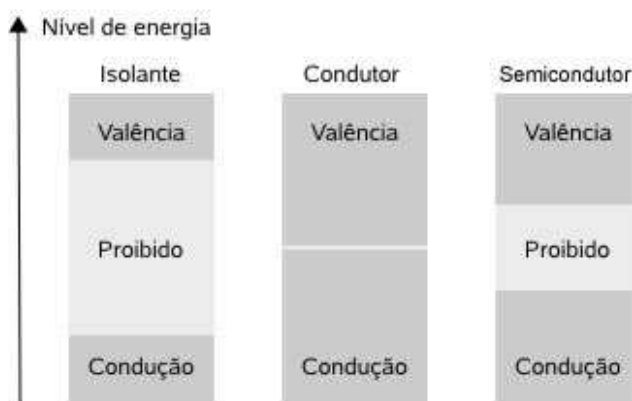 Nível de energia
Isolante Condutor Semicondutor
Valência Valência Valência
Proibido Proibido
Condução Condução Condução